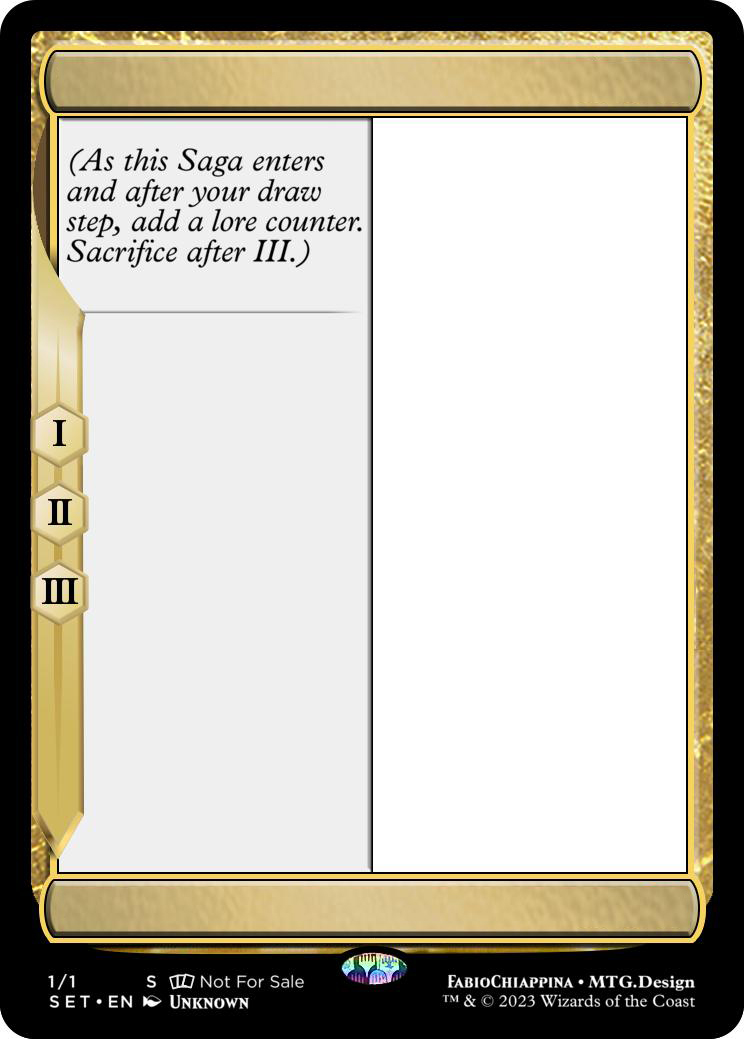 (As this Saga enters
and after your draw
step, add a lore counter.
Sacrifice after III.)
I
II
III
1/1 S Not For Sale
SET • EN Unknown
FabioChiappina • MTG.Design
™ & © 2023 Wizards of the Coast